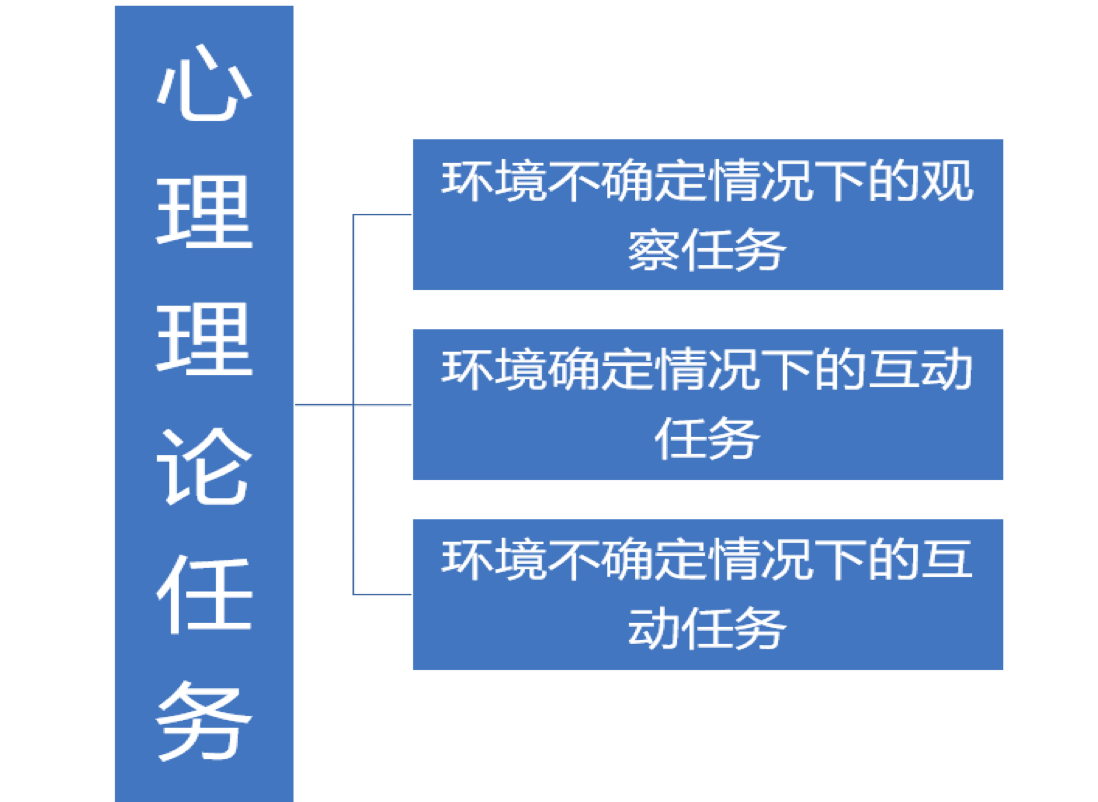 心理理论任务
环境不确定情况下的观
察任务
环境确定情况下的互动
任务
环境不确定情况下的互
动任务